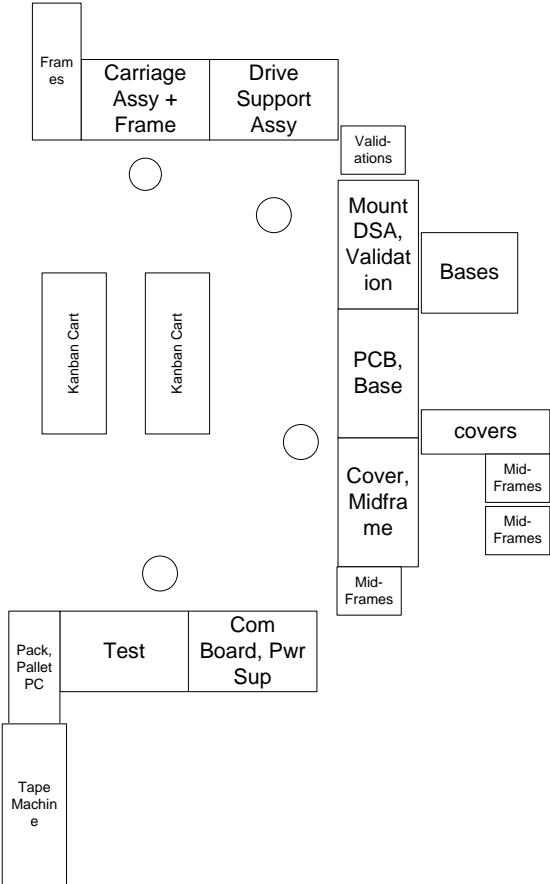 Fram
es
Carriage
Assy +
Frame
Drive
Support
Assy
Valid-
ations
Mount
DSA,
Validat
ion
Bases
Kanban Cart
Kanban Cart
PCB,
Base
covers
Mid-
Frames
Mid-
Frames
Cover,
Midfra
me
Mid-
Frames
Pack,
Pallet
PC
Test
Com
Board, Pwr
Sup
Tape
Machin
e